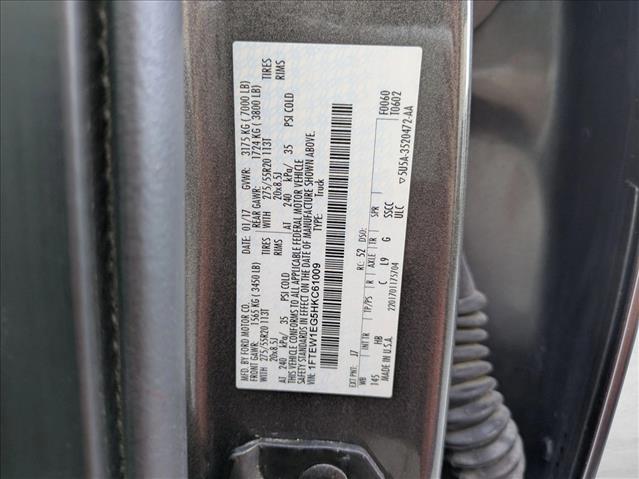 MFD. BY FORD MOTOR CO. DATE: 01/17 GVWR: 3175 KG (7000 LB)
FRONT GAWR: 1565 KG (3450 LB) REAR GAWR: 1724 KG (3800 LB)
WITH 275/55R20 113T TIRES WITH 275/55R20 113T TIRES
20x8.5J RIMS 20x8.5J RIMS
AT 240 kPa/ 35 PSI COLD AT 240 kPa/ 35 PSI COLD
THIS VEHICLE CONFORMS TO ALL APPLICABLE FEDERAL MOTOR VEHICLE
SAFETY STANDARDS IN EFFECT ON THE DATE OF MANUFACTURE SHOWN ABOVE.
VIN: 1FTEW1EG5HKC61009 TYPE: Truck
F0060
T0602
EXT PNT: J7 RC: 52 DSO:
WB INT TR TP/PS R AXLE TR SPR
145 HB C L9 G SSCC
MADE IN U.S.A. ULC
2201701175704
▽5U5A-3520472-AA